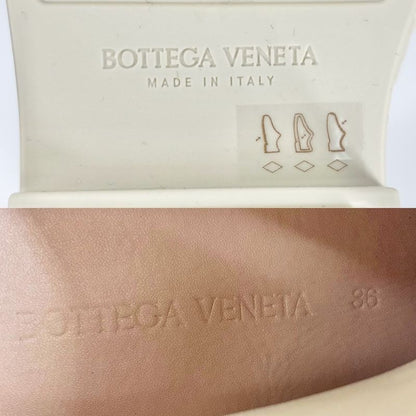 BOTTEGA VENETA
MADE IN ITALY
BOTTEGA VENETA 36